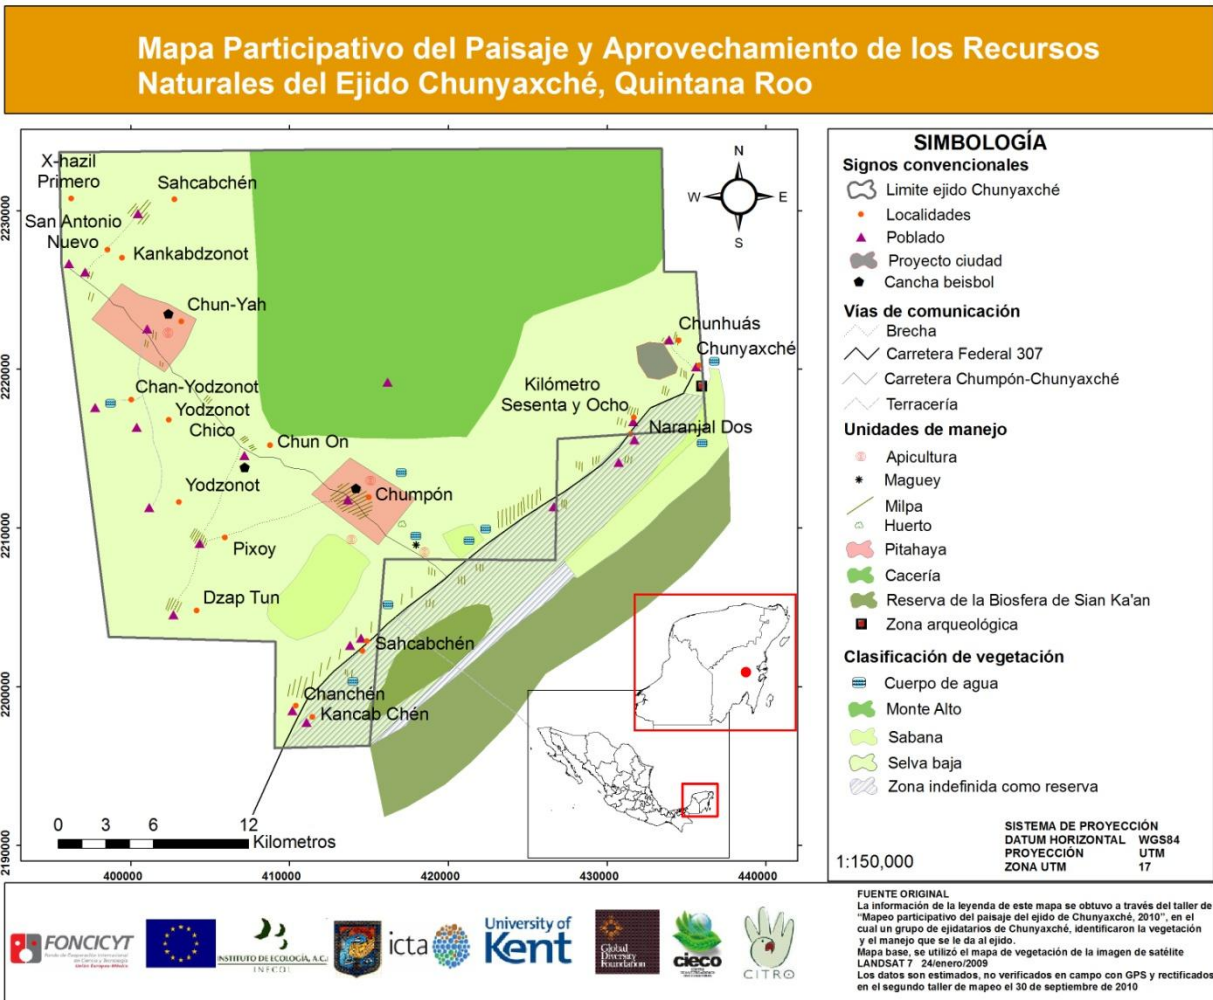 Mapa Participativo del Paisaje y Aprovechamiento de los Recursos
Naturales del Ejido Chunyaxché, Quintana Roo
X-hazil
Primero
Sahcabchén
San Antonio
Nuevo
Kankabdzonot
Chun-Yah
Chan-Yodzonot
Yodzonot
Chico
Chun On
Yodzonot
Chumpón
Pixoy
Dzap Tun
Sahcabchén
Chanchén
Kancab Chén
Chunhuás
Chunyaxché
Kilómetro
Sesenta y Ocho
Naranjal Dos
N
W
E
S
2230000
2220000
2210000
2200000
2190000
0 3 6 12
Kilometros
400000 410000 420000 430000 440000
SIMBOLOGÍA
Signos convencionales
Limite ejido Chunyaxché
Localidades
Poblado
Proyecto ciudad
Cancha beisbol
Vías de comunicación
Brecha
Carretera Federal 307
Carretera Chumpón-Chunyaxché
Terracería
Unidades de manejo
Apicultura
Maguey
Milpa
Huerto
Pitahaya
Cacería
Reserva de la Biosfera de Sian Ka'an
Zona arqueológica
Clasificación de vegetación
Cuerpo de agua
Monte Alto
Sabana
Selva baja
Zona indefinida como reserva
1:150,000
SISTEMA DE PROYECCIÓN
DATUM HORIZONTAL WGS84
PROYECCIÓN UTM
ZONA UTM 17
FONCICYT
INSTITUTO DE ECOLOGÍA, A.C.
INECOL
icta
University of
Kent
Global
Diversity
Foundation
cieco
CITRO
FUENTE ORIGINAL
La información de la leyenda de este mapa se obtuvo a través del taller de
“Mapeo participativo del paisaje del ejido de Chunyaxché, 2010”, en el
cual un grupo de ejidatarios de Chunyaxché, identificaron la vegetación
y el manejo que se le da al ejido.
Mapa base, se utilizó el mapa de vegetación de la imagen de satélite
LANDSAT 7 24/enero/2009
Los datos son estimados, no verificados en campo con GPS y rectificados
en el segundo taller de mapeo el 30 de septiembre de 2010